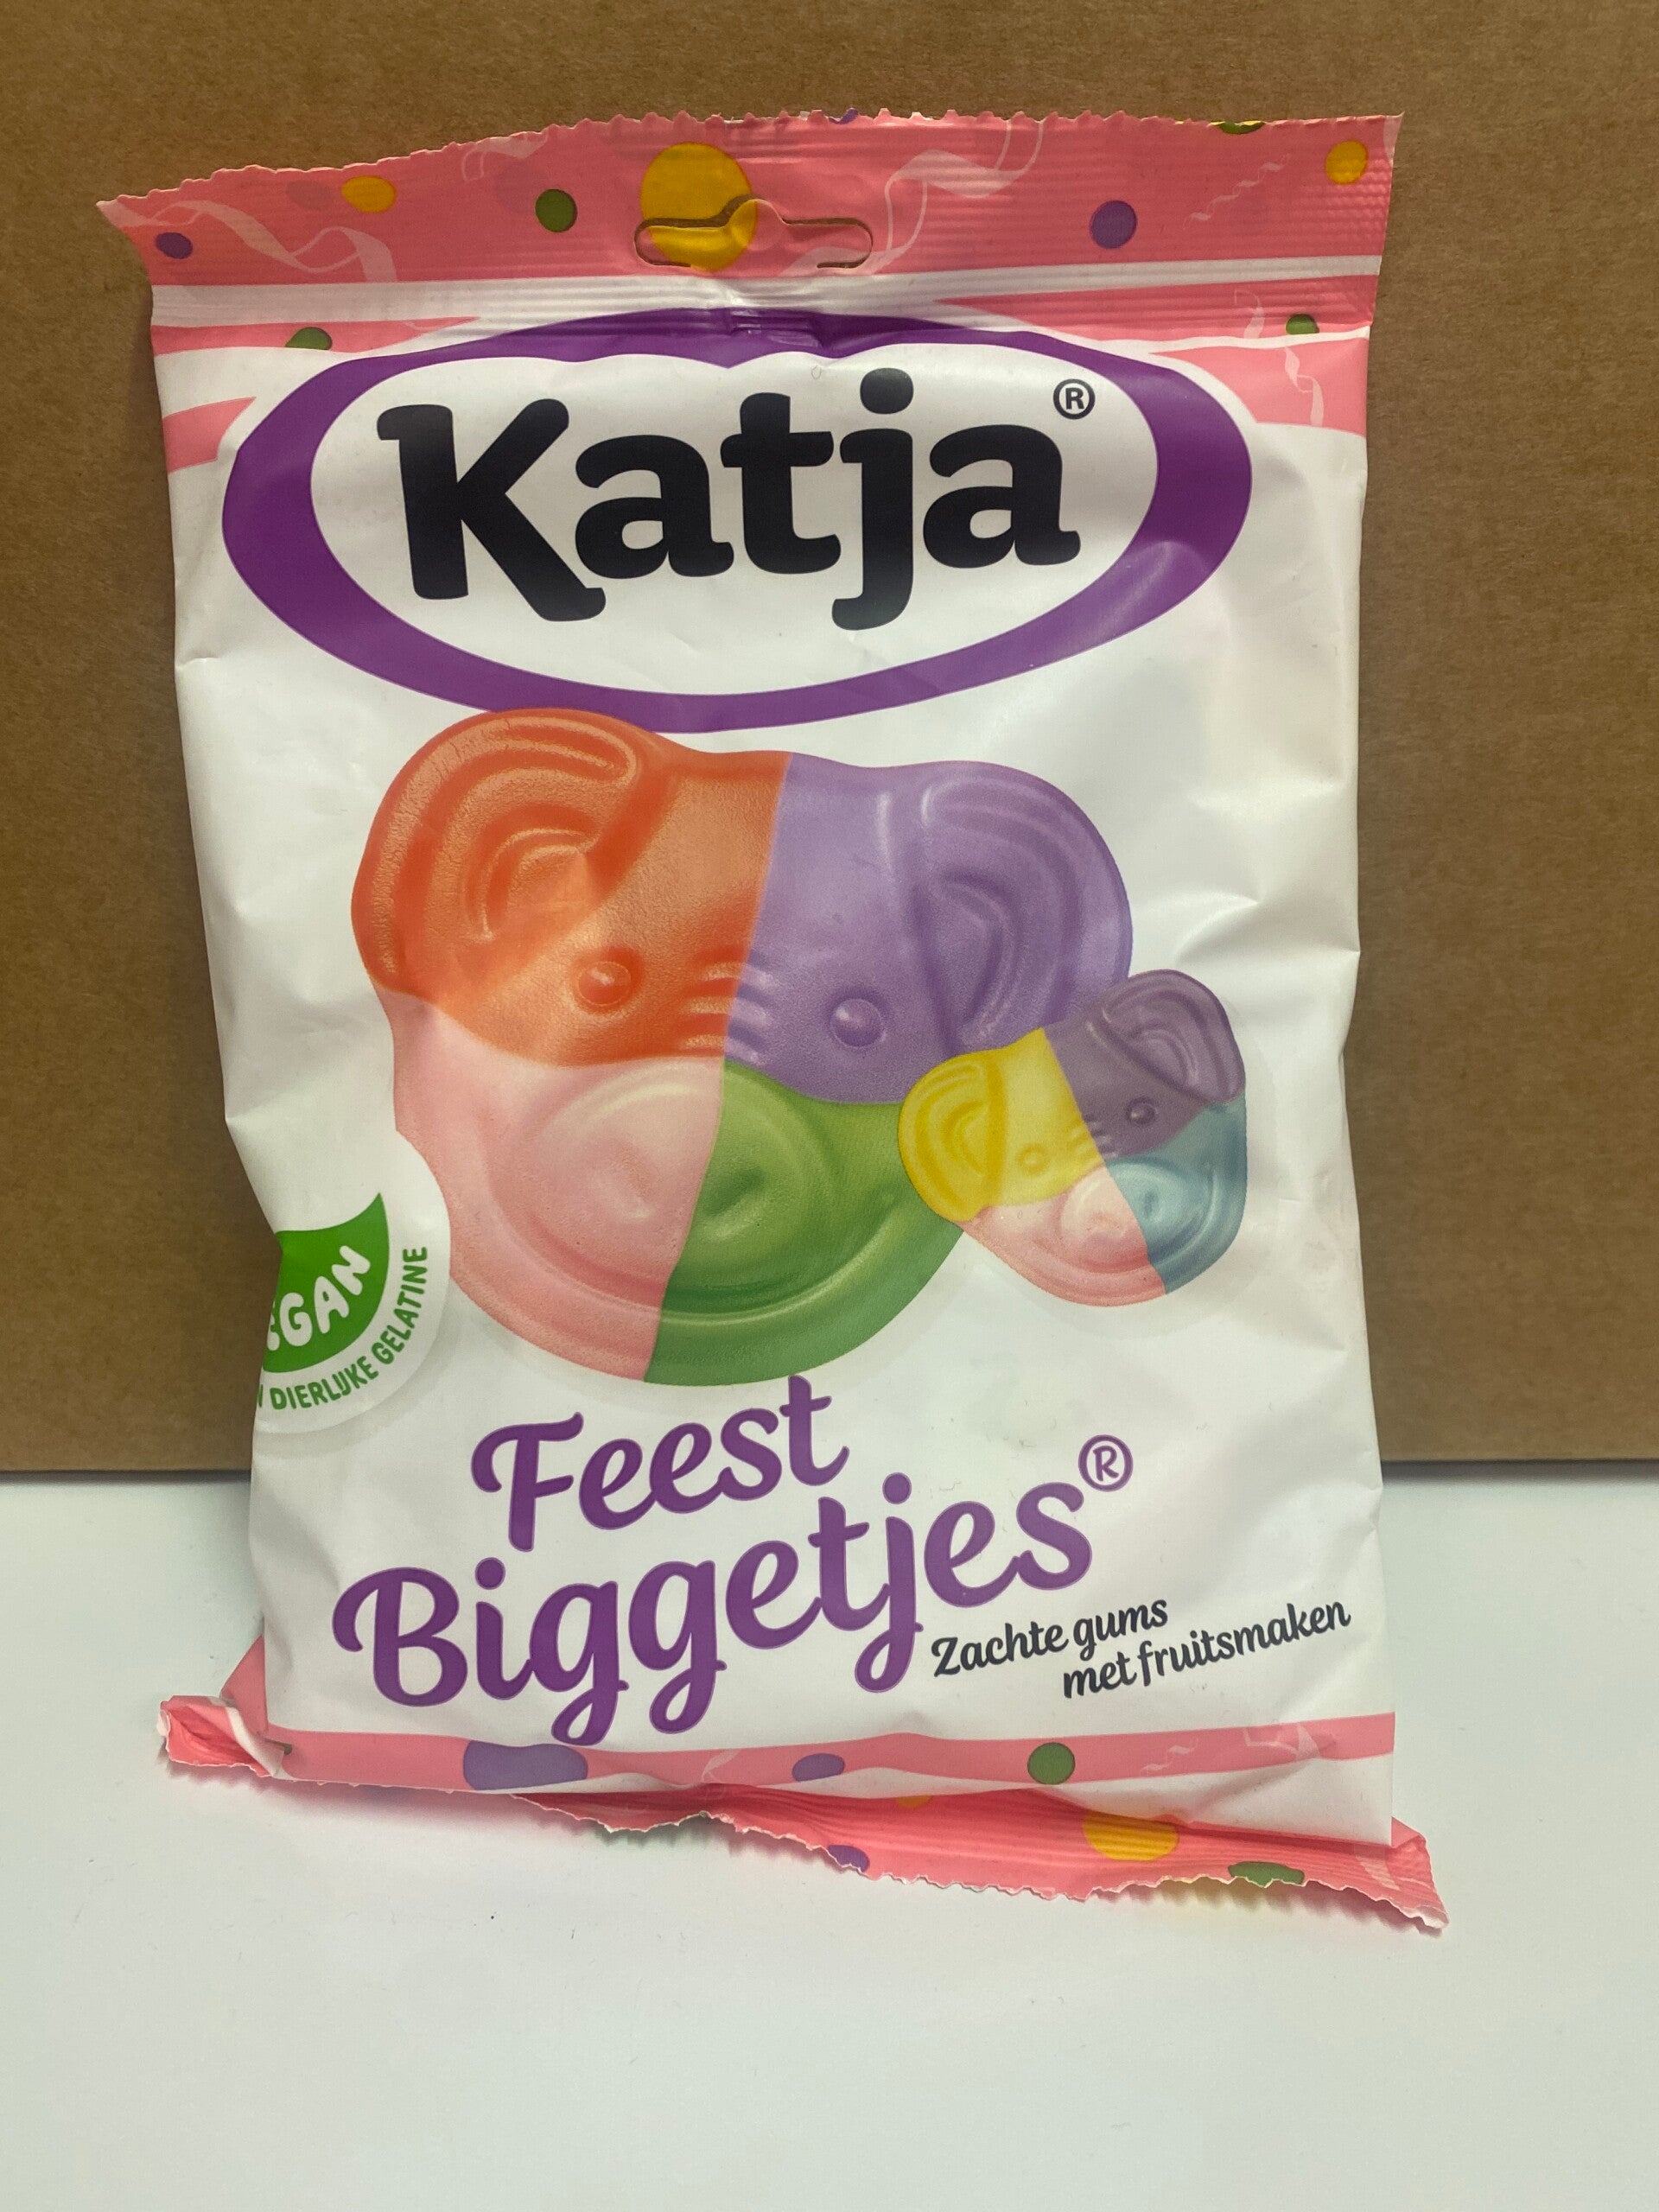 Katja®
EGAN
DIERLIJKE GELATINE
Feest
Biggetjes®
Zachte gums
met fruitsmaken